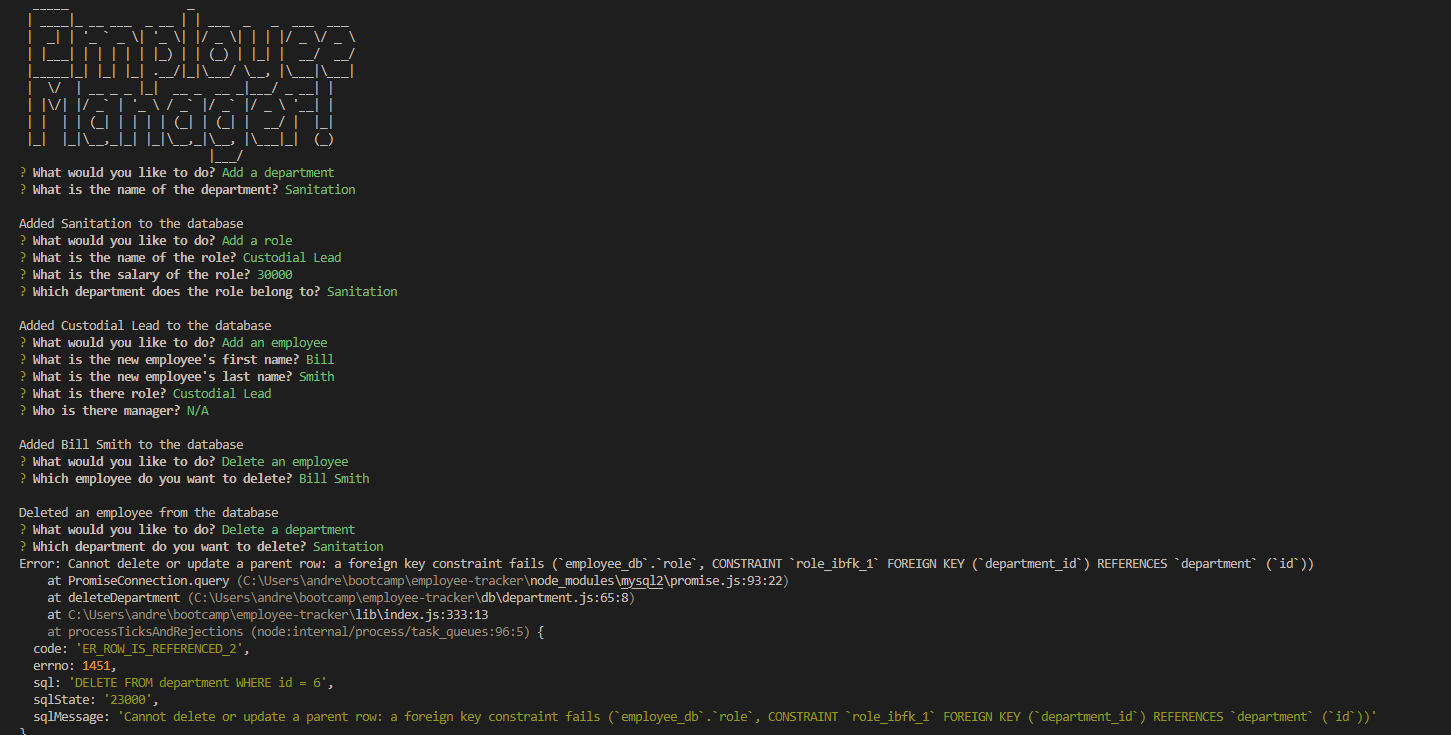 Employee
Manager!
? What would you like to do? Add a department
? What is the name of the department? Sanitation
Added Sanitation to the database
? What would you like to do? Add a role
? What is the name of the role? Custodial Lead
? What is the salary of the role? 30000
? Which department does the role belong to? Sanitation
Added Custodial Lead to the database
? What would you like to do? Add an employee
? What is the new employee's first name? Bill
? What is the new employee's last name? Smith
? What is there role? Custodial Lead
? Who is there manager? N/A
Added Bill Smith to the database
? What would you like to do? Delete an employee
? Which employee do you want to delete? Bill Smith
Deleted an employee from the database
? What would you like to do? Delete a department
? Which department do you want to delete? Sanitation
Error: Cannot delete or update a parent row: a foreign key constraint fails (`employee_db`.`role`, CONSTRAINT `role_ibfk_1` FOREIGN KEY (`department_id`) REFERENCES `department` (`id`))
at PromiseConnection.query (C:\Users\andre\bootcamp\employee-tracker\node_modules\mysql2\promise.js:93:22)
at deleteDepartment (C:\Users\andre\bootcamp\employee-tracker\db\department.js:65:8)
at C:\Users\andre\bootcamp\employee-tracker\lib\index.js:333:13
at processTicksAndRejections (node:internal/process/task_queues:96:5) {
code: 'ER_ROW_IS_REFERENCED_2',
errno: 1451,
sql: 'DELETE FROM department WHERE id = 6',
sqlState: '23000',
sqlMessage: 'Cannot delete or update a parent row: a foreign key constraint fails (`employee_db`.`role`, CONSTRAINT `role_ibfk_1` FOREIGN KEY (`department_id`) REFERENCES `department` (`id`))'
}